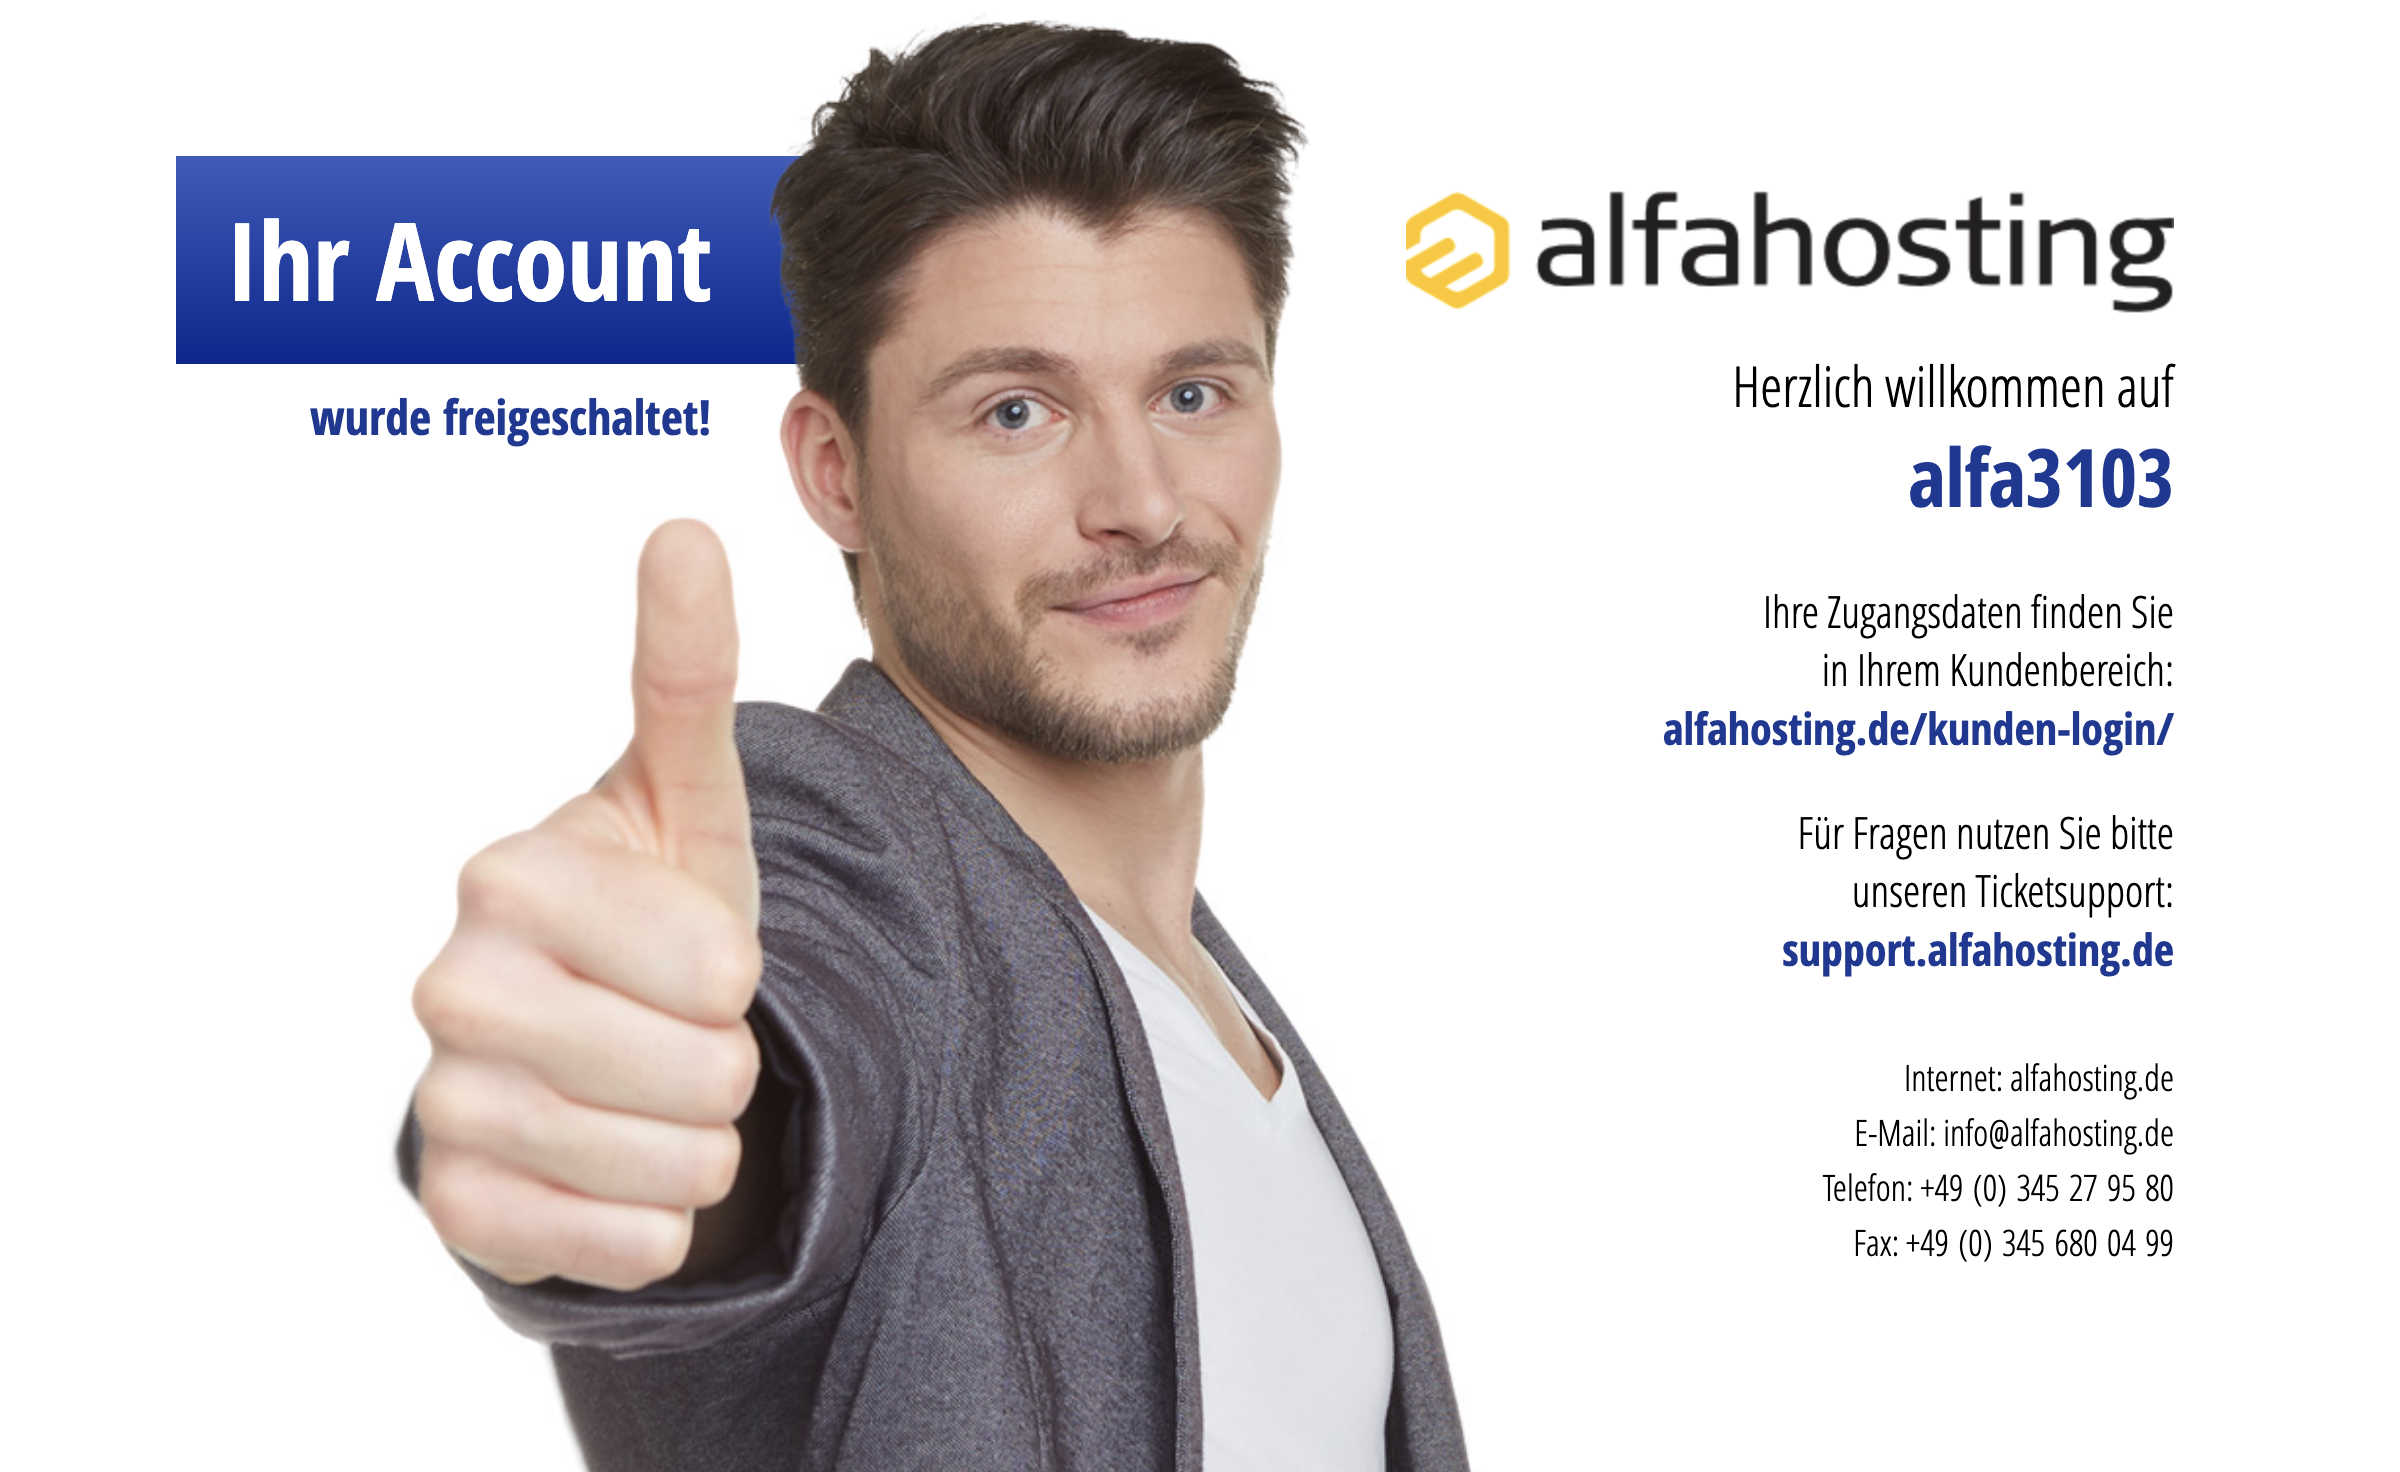 Ihr Account
wurde freigeschaltet!
alfahosting
Herzlich willkommen auf
alfa3103
Ihre Zugangsdaten finden Sie
in Ihrem Kundenbereich:
alfahosting.de/kunden-login/
Für Fragen nutzen Sie bitte
unseren Ticketsupport:
support.alfahosting.de
Internet: alfahosting.de
E-Mail: info@alfahosting.de
Telefon: +49 (0) 345 27 95 80
Fax: +49 (0) 345 680 04 99